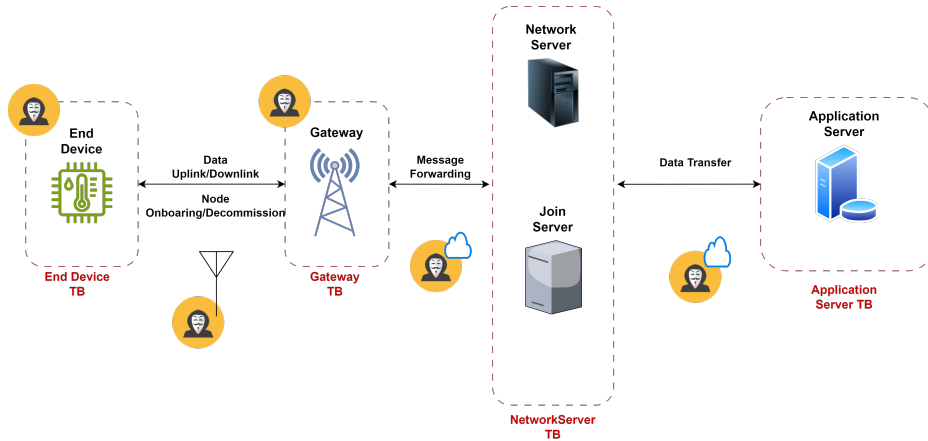 Network
Server
End
Device
Gateway
Application
Server
Data
Uplink/Downlink
Message
Forwarding
Data Transfer
Node
Onboaring/Decommission
Join
Server
End Device
TB
Gateway
TB
Application
Server TB
NetworkServer
TB